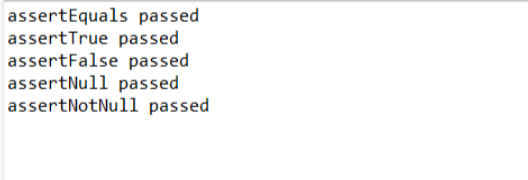 assertEquals passed
assertTrue passed
assertFalse passed
assertNull passed
assertNotNull passed